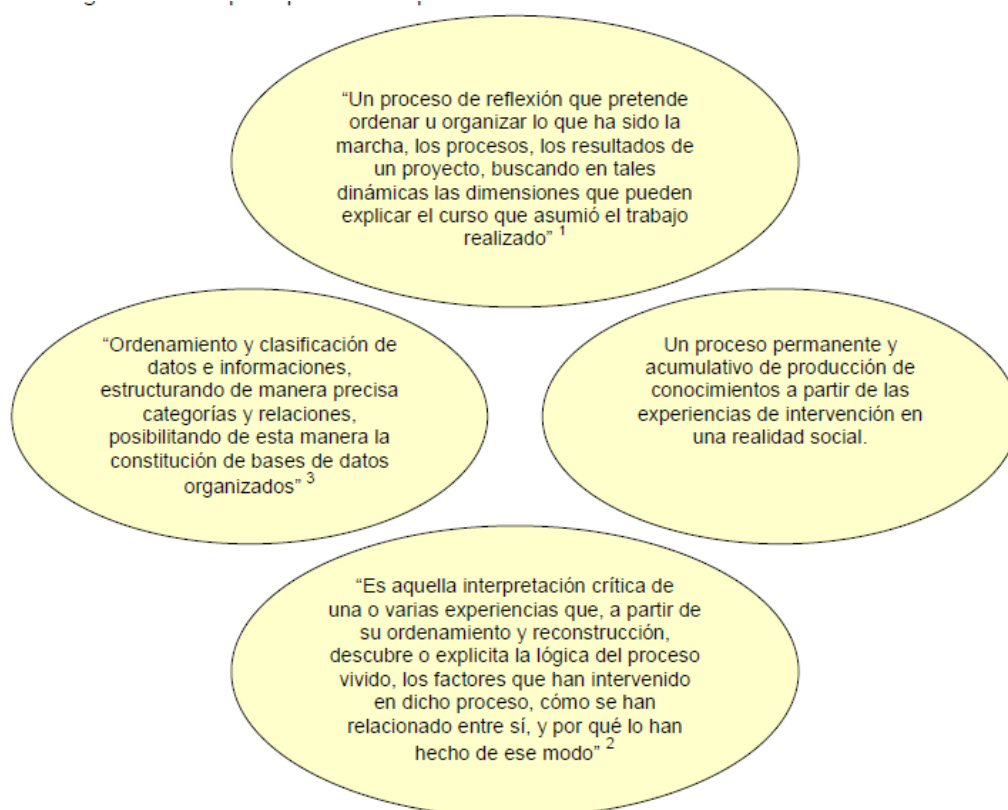 “Un proceso de reflexión que pretende
ordenar u organizar lo que ha sido la
marcha, los procesos, los resultados de
un proyecto, buscando en tales
dinámicas las dimensiones que pueden
explicar el curso que asumió el trabajo
realizado” 1
“Ordenamiento y clasificación de
datos e informaciones,
estructurando de manera precisa
categorías y relaciones,
posibilitando de esta manera la
constitución de bases de datos
organizados” 3
Un proceso permanente y
acumulativo de producción de
conocimientos a partir de las
experiencias de intervención en
una realidad social.
“Es aquella interpretación crítica de
una o varias experiencias que, a partir de
su ordenamiento y reconstrucción,
descubre o explicita la lógica del proceso
vivido, los factores que han intervenido
en dicho proceso, cómo se han
relacionado entre sí, y por qué lo han
hecho de ese modo” 2